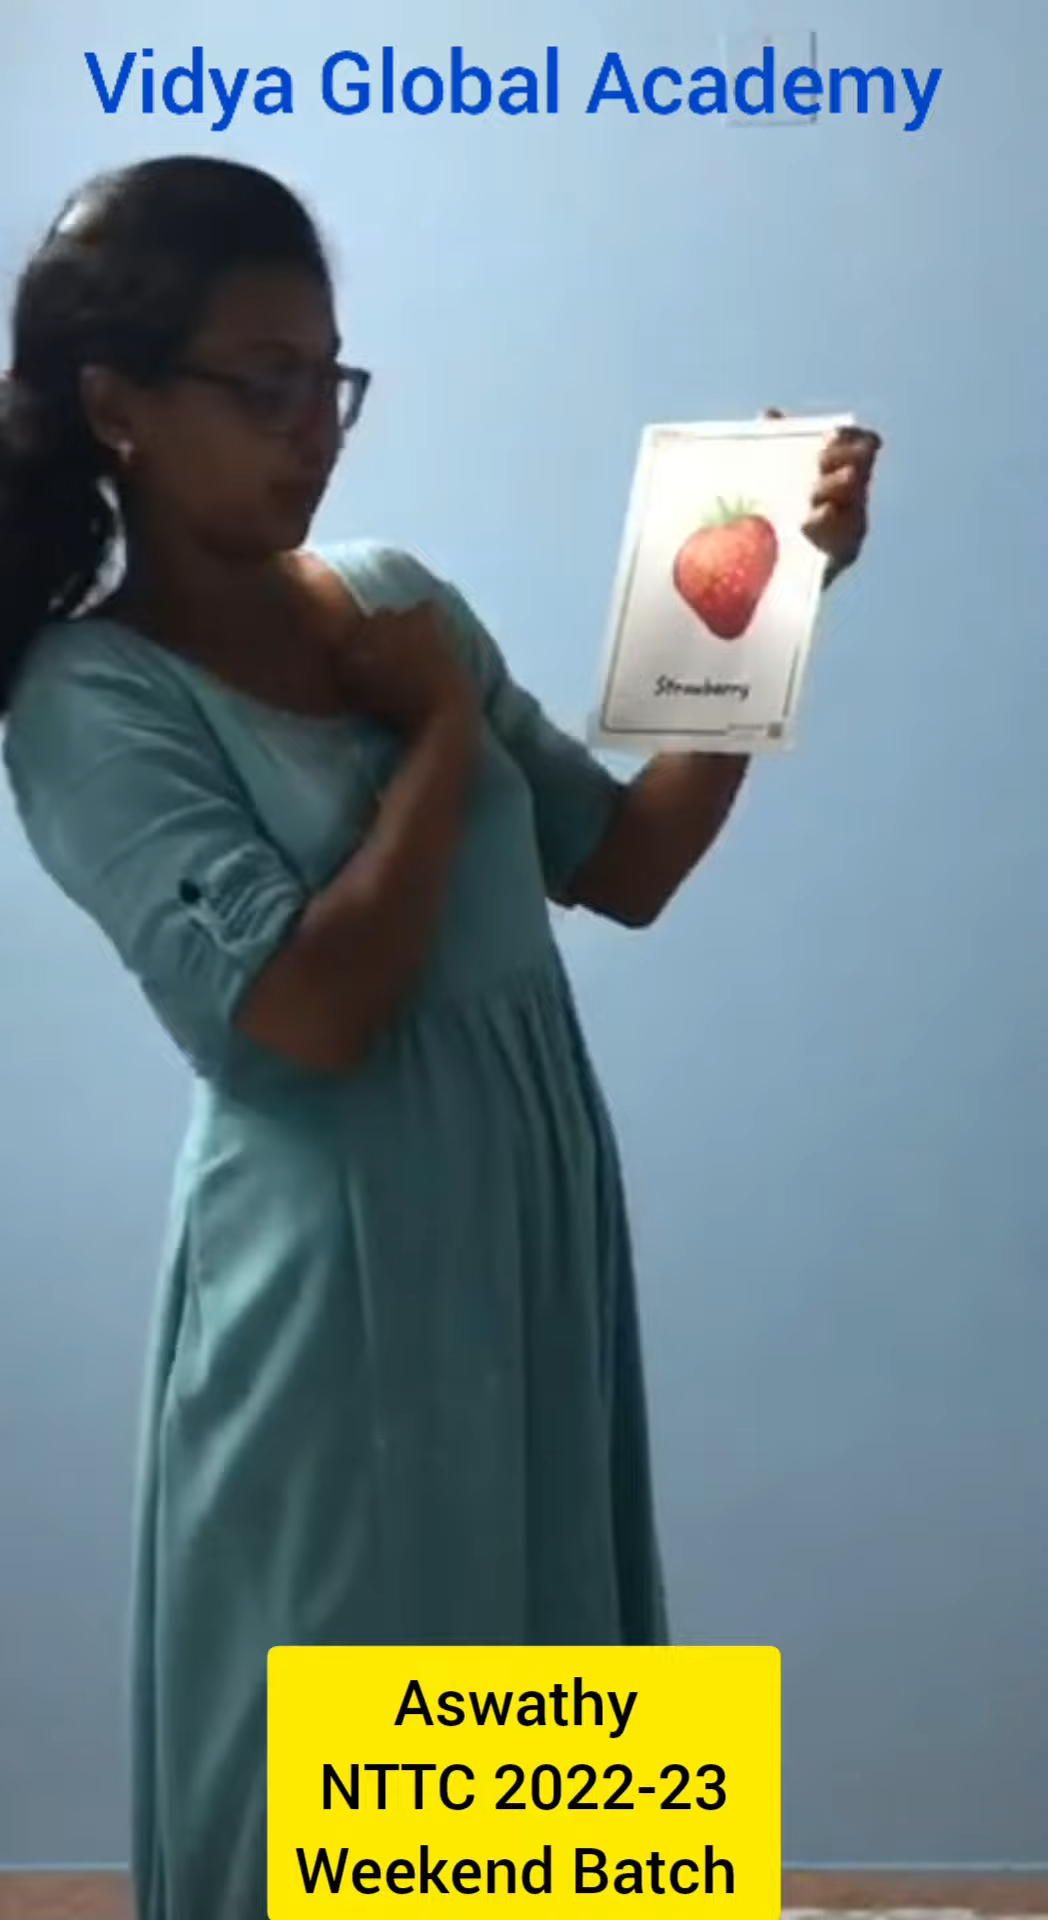 Vidya Global Academy
Strawberry
Aswathy
NTTC 2022-23
Weekend Batch